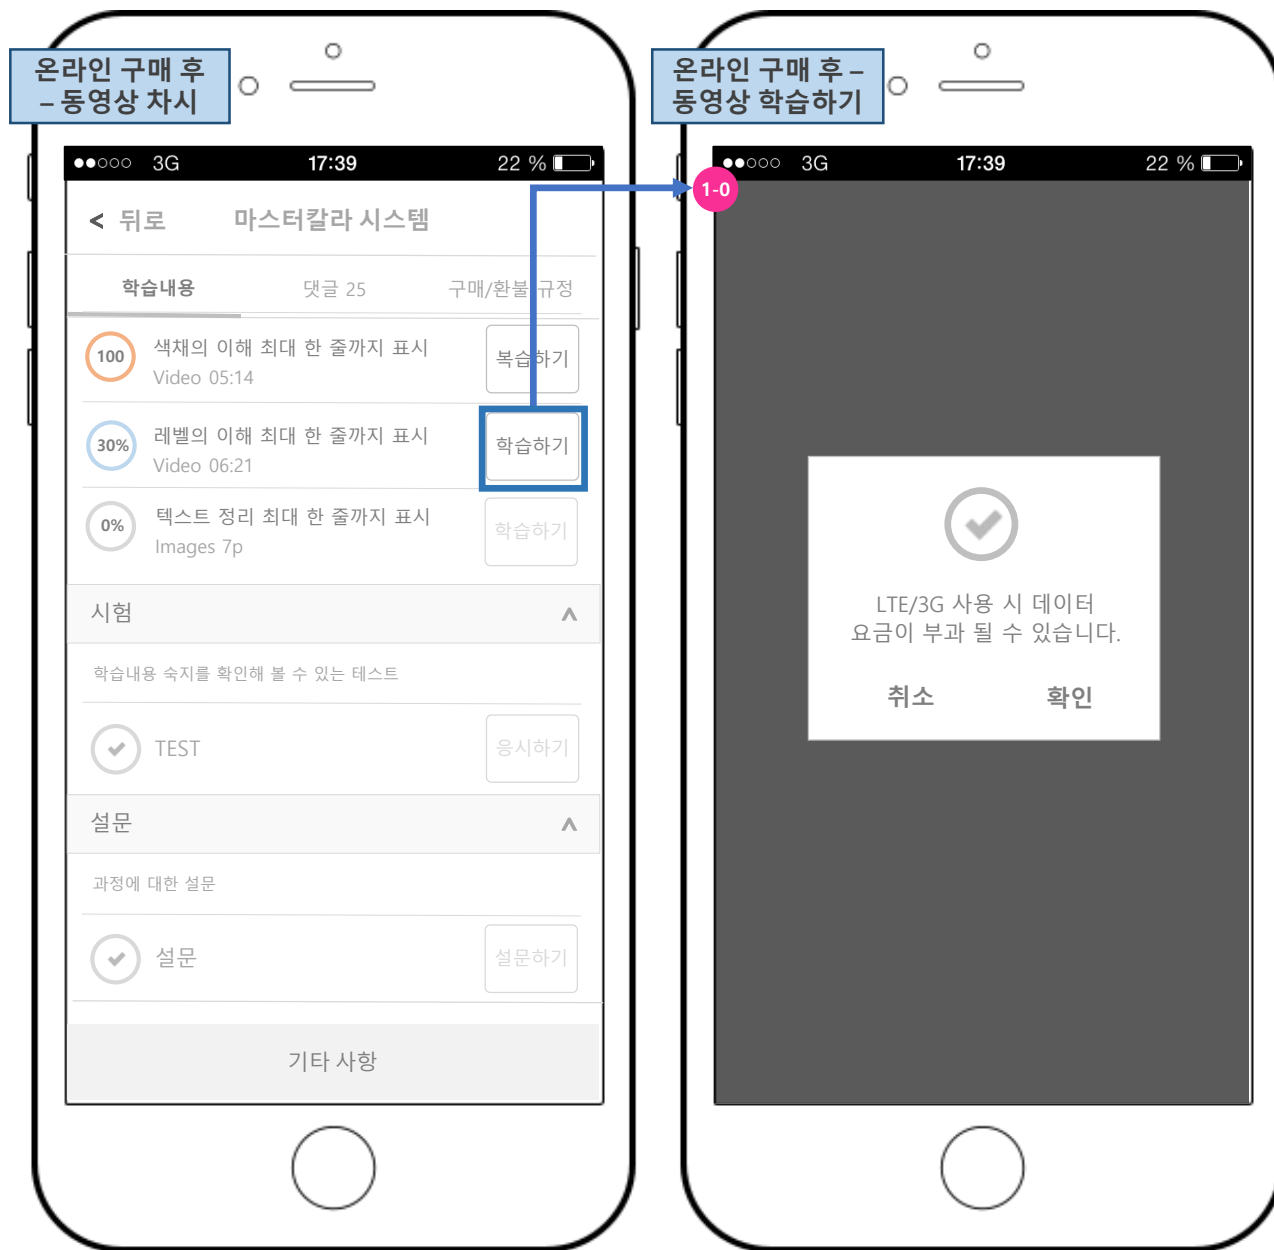 온라인 구매 후
– 동영상 차시
3G 17:39 22 %
< 뒤로 마스터칼라 시스템
학습내용 댓글 25 구매/환불 규정
100 색채의 이해 최대 한 줄까지 표시 복습하기
Video 05:14
30% 레벨의 이해 최대 한 줄까지 표시 학습하기
Video 06:21
0% 텍스트 정리 최대 한 줄까지 표시 학습하기
Images 7p
시험
학습내용 숙지를 확인해 볼 수 있는 테스트
TEST 응시하기
설문
과정에 대한 설문
설문 설문하기
기타 사항
온라인 구매 후 –
동영상 학습하기
3G 17:39 22 %
1-0
LTE/3G 사용 시 데이터
요금이 부과 될 수 있습니다.
취소 확인